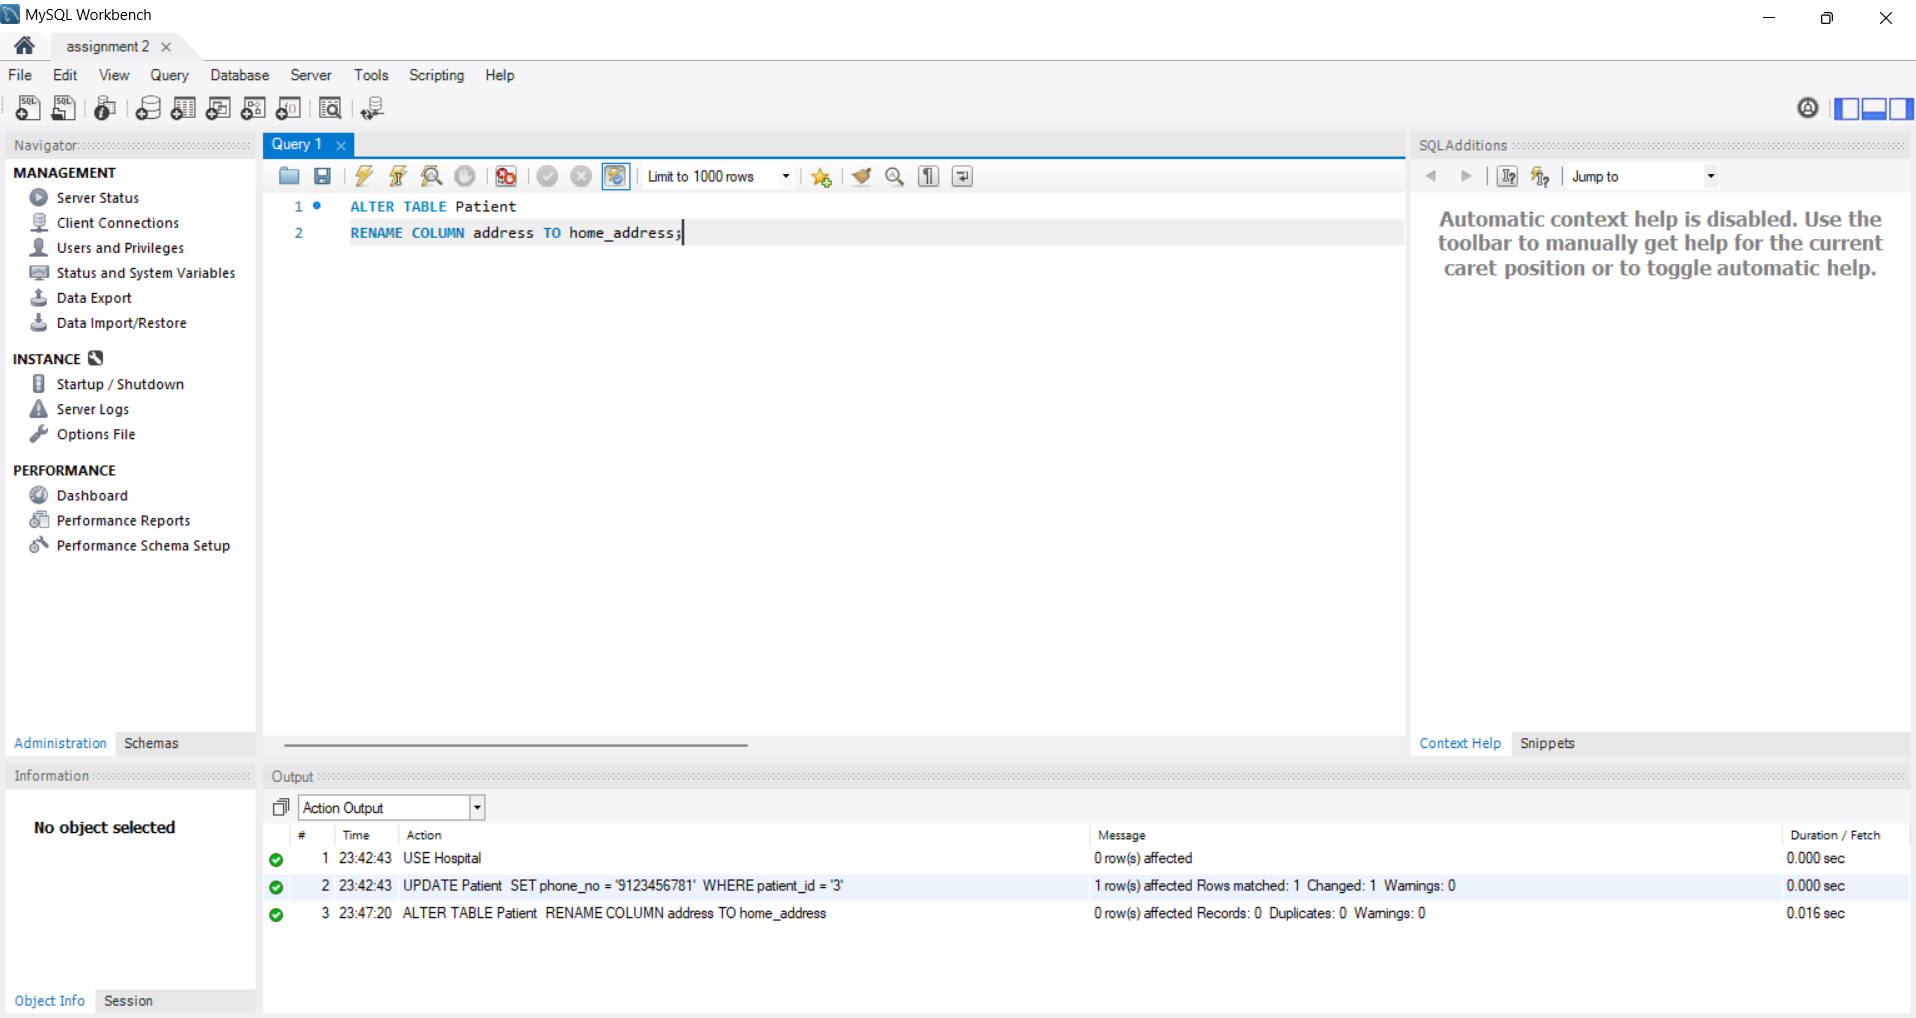 MySQL Workbench
assignment 2
File Edit View Query Database Server Tools Scripting Help
Navigator
MANAGEMENT
Server Status
Client Connections
Users and Privileges
Status and System Variables
Data Export
Data Import/Restore
INSTANCE
Startup / Shutdown
Server Logs
Options File
PERFORMANCE
Dashboard
Performance Reports
Performance Schema Setup
Administration Schemas
Query 1
Limit to 1000 rows
1 ALTER TABLE Patient
2 RENAME COLUMN address TO home_address;
SQLAdditions
Jump to
Automatic context help is disabled. Use the
toolbar to manually get help for the current
caret position or to toggle automatic help.
Context Help Snippets
Information
No object selected
Object Info Session
Output
Action Output
# Time Action Message Duration / Fetch
1 23:42:43 USE Hospital 0 row(s) affected 0.000 sec
2 23:42:43 UPDATE Patient SET phone_no = '9123456781' WHERE patient_id = '3' 1 row(s) affected Rows matched: 1 Changed: 1 Warnings: 0 0.000 sec
3 23:47:20 ALTER TABLE Patient RENAME COLUMN address TO home_address 0 row(s) affected Records: 0 Duplicates: 0 Warnings: 0 0.016 sec